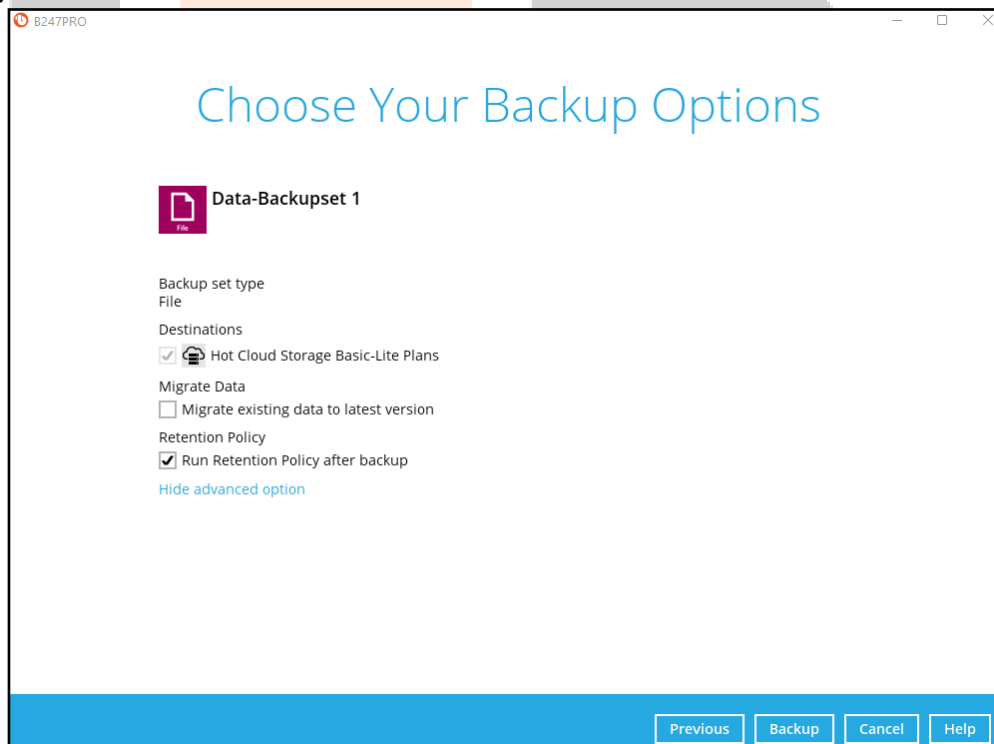 B247PRO
Choose Your Backup Options
Data-Backupset 1
File
Backup set type
File
Destinations
Hot Cloud Storage Basic-Lite Plans
Migrate Data
Migrate existing data to latest version
Retention Policy
Run Retention Policy after backup
Hide advanced option
Previous Backup Cancel Help